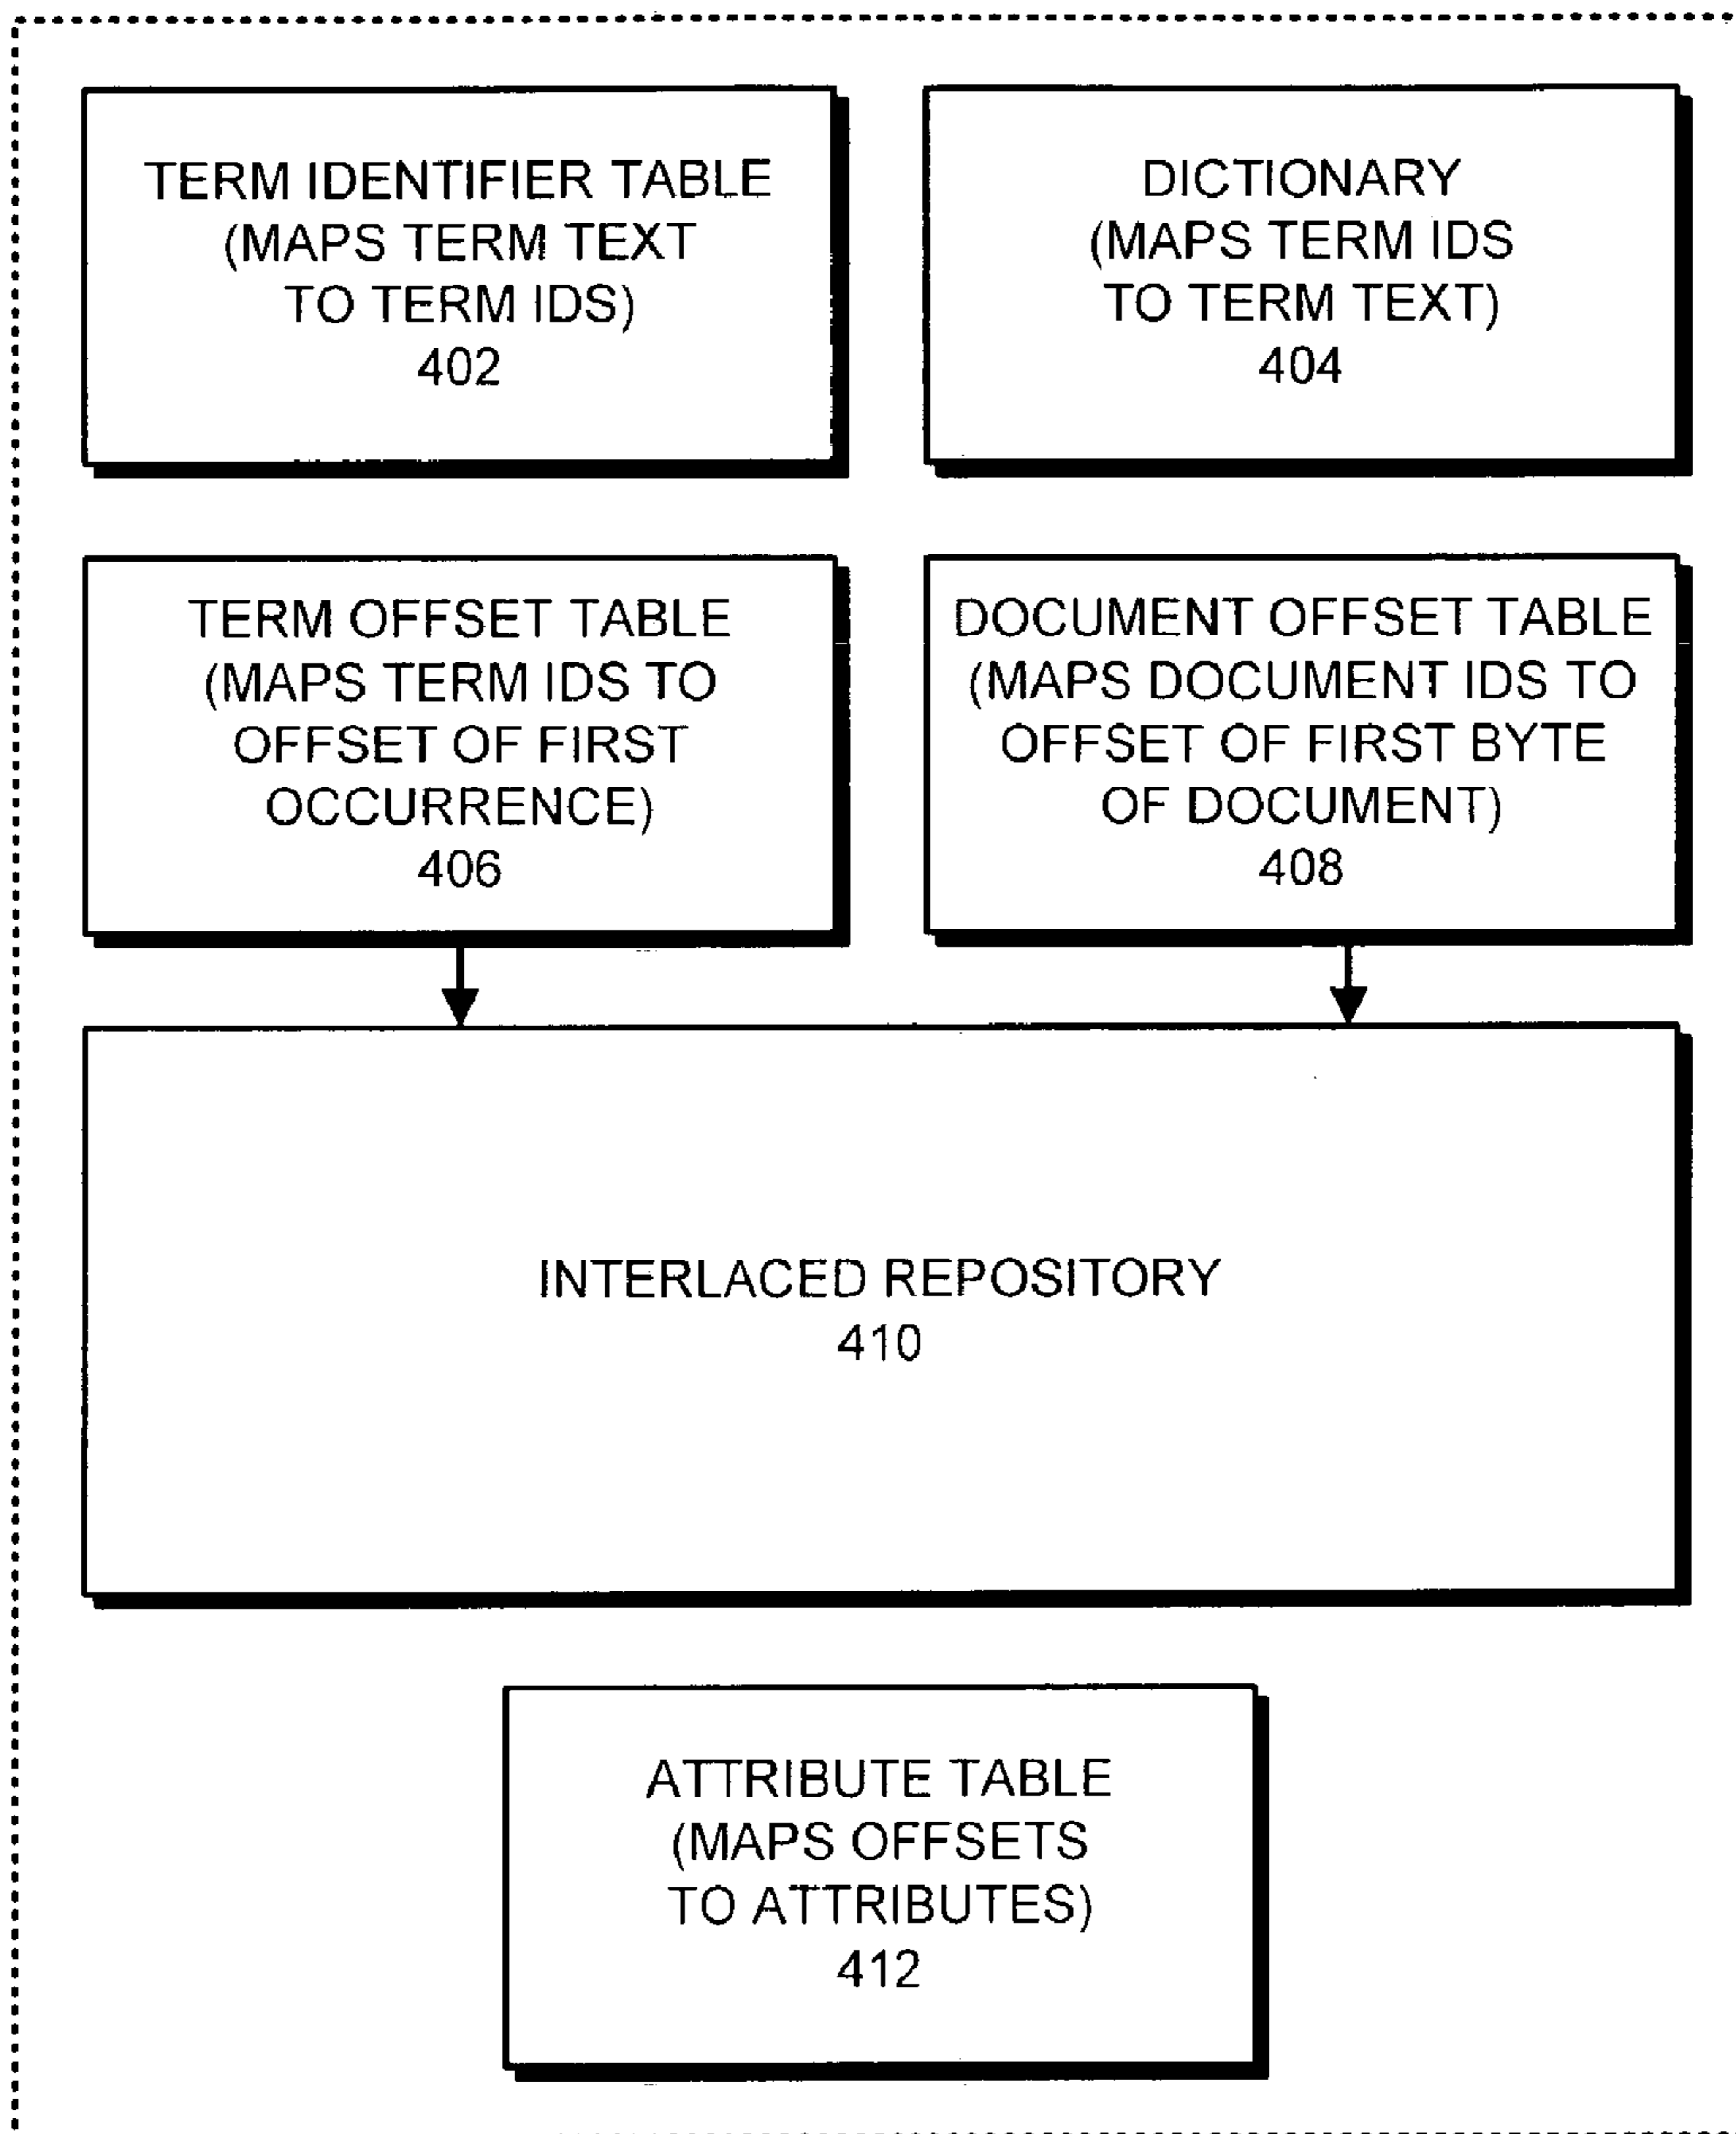 TERM IDENTIFIER TABLE
(MAPS TERM TEXT
TO TERM IDS)
402
DICTIONARY
(MAPS TERM IDS
TO TERM TEXT)
404
TERM OFFSET TABLE
(MAPS TERM IDS TO
OFFSET OF FIRST
OCCURRENCE)
406
DOCUMENT OFFSET TABLE
(MAPS DOCUMENT IDS TO
OFFSET OF FIRST BYTE
OF DOCUMENT)
408
INTERLACED REPOSITORY
410
ATTRIBUTE TABLE
(MAPS OFFSETS
TO ATTRIBUTES)
412